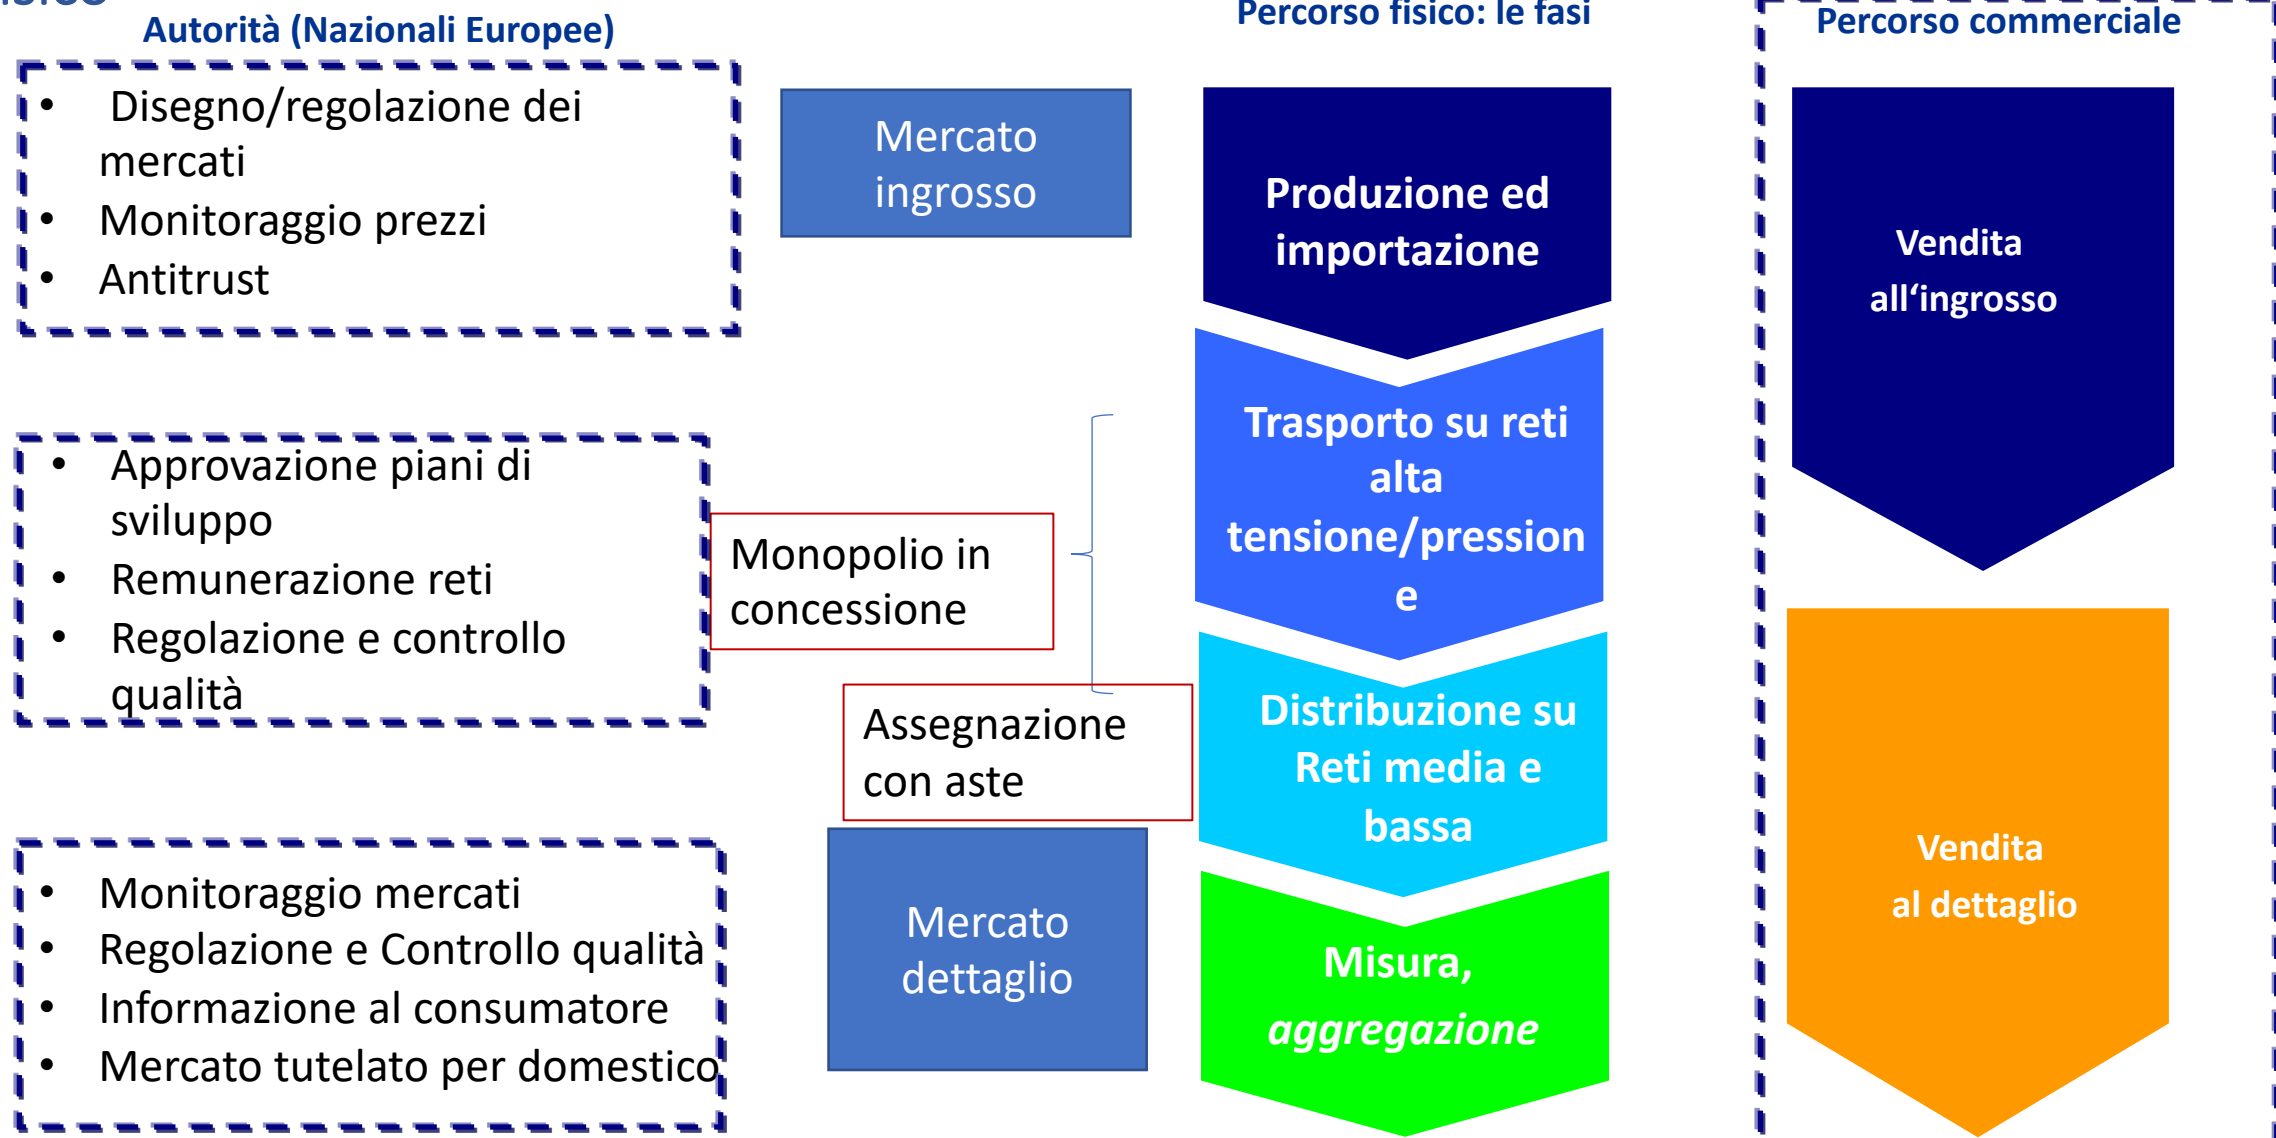 Autorità (Nazionali Europee)
• Disegno/regolazione dei
mercati
• Monitoraggio prezzi
• Antitrust
• Approvazione piani di
sviluppo
• Remunerazione reti
• Regolazione e controllo
qualità
• Monitoraggio mercati
• Regolazione e Controllo qualità
• Informazione al consumatore
• Mercato tutelato per domestico
Mercato
ingrosso
Monopolio in
concessione
Assegnazione
con aste
Mercato
dettaglio
Percorso fisico: le fasi
Produzione ed
importazione
Trasporto su reti
alta
tensione/pression
e
Distribuzione su
Reti media e
bassa
Misura,
aggregazione
Percorso commerciale
Vendita
all‘ingrosso
Vendita
al dettaglio